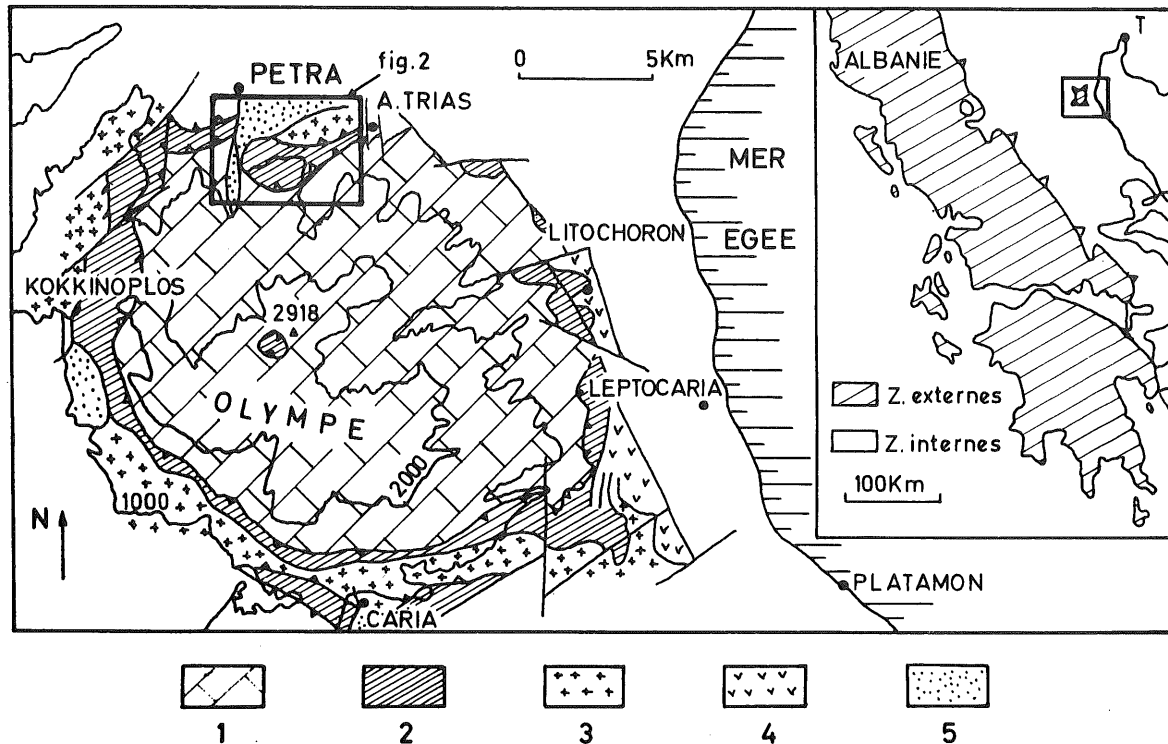 fig.2
PETRA
A.TRIAS
0 5Km
MER
EGEE
LITOCHORON
KOKKINOPLOS
2918
OLYMPE
LEPTOCARIA
2000
1000
N
CARIA
PLATAMON
T
ALBANIE
Z. externes
Z. internes
100Km
1 2 3 4 5